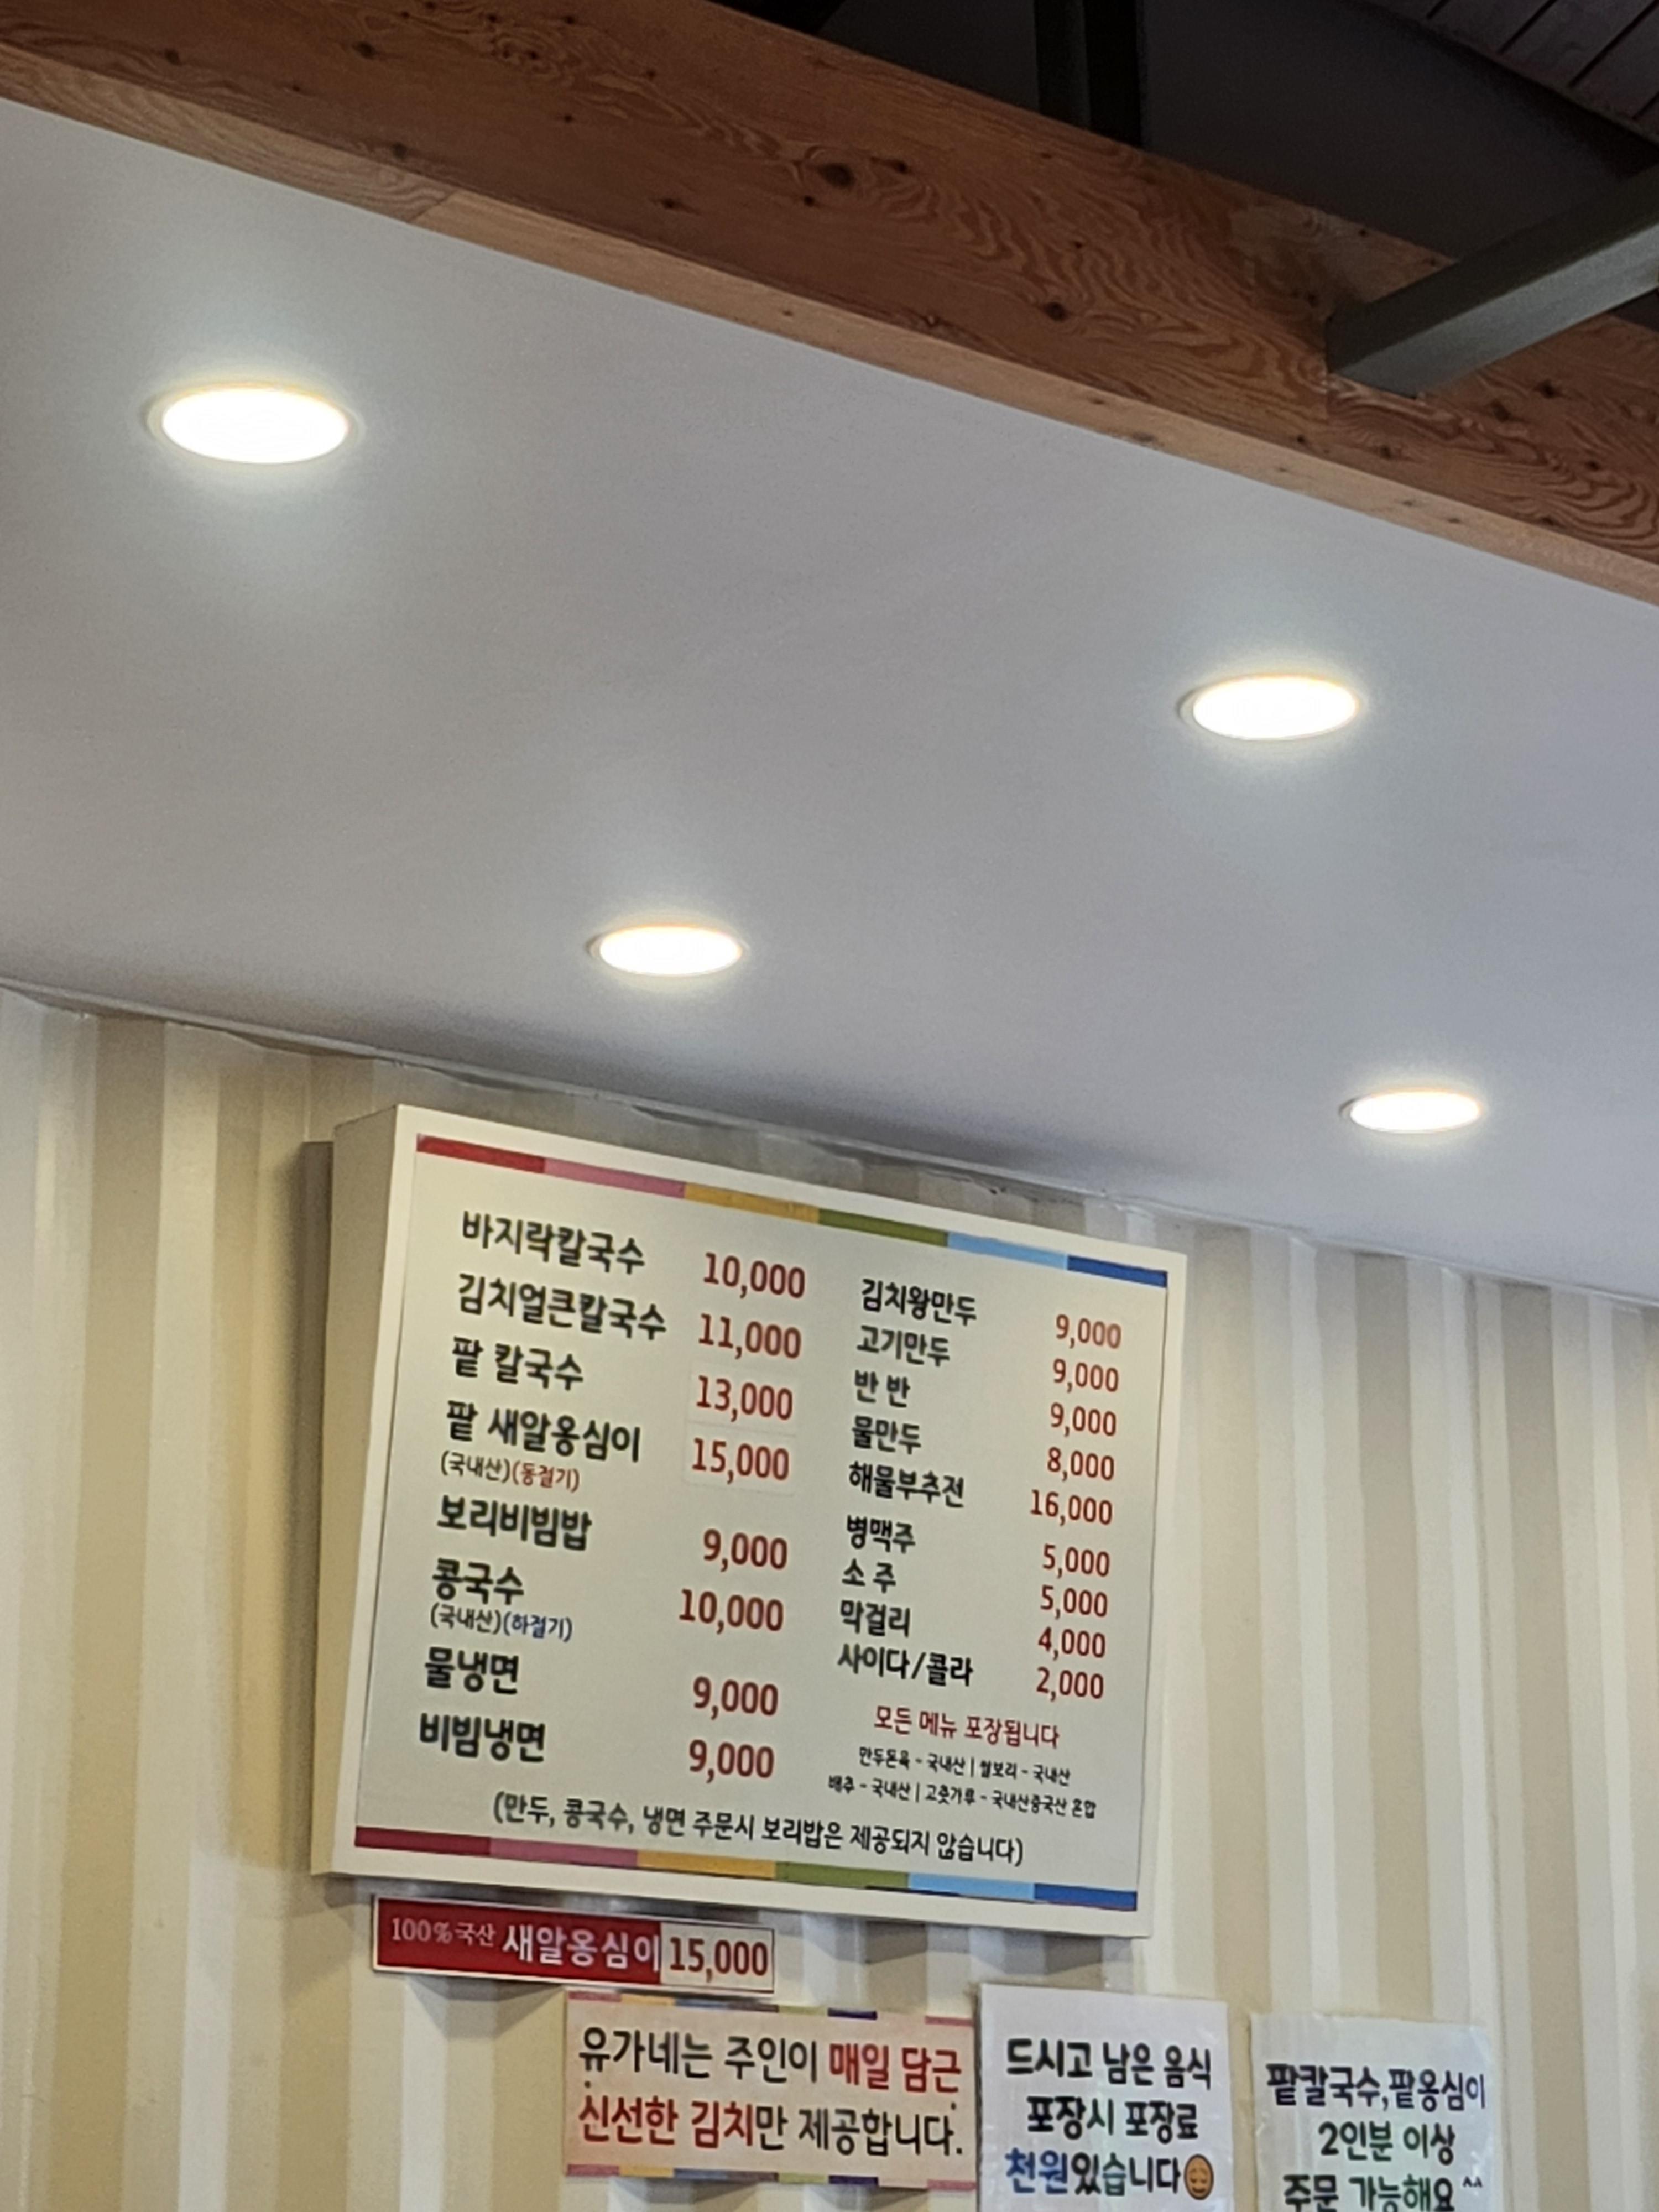 바지락칼국수 10,000
김치얼큰칼국수 11,000
팥 칼국수 13,000
팥 새알옹심이 15,000
(국내산)(동절기)
보리비빔밥 9,000
콩국수 10,000
(국내산)(하절기)
물냉면 9,000
비빔냉면 9,000
김치왕만두 9,000
고기만두 9,000
반 반 9,000
물만두 8,000
해물부추전 16,000
병맥주 5,000
소 주 5,000
막걸리 4,000
사이다/콜라 2,000
모든 메뉴 포장됩니다
만두돈육 - 국내산 | 쌀보리 - 국내산
배추 - 국내산 | 고춧가루 - 국내산중국산 혼합
(만두, 콩국수, 냉면 주문시 보리밥은 제공되지 않습니다)
100%국산 새알옹심이 15,000
유가네는 주인이 매일 담근
신선한 김치만 제공합니다.
드시고 남은 음식
포장시 포장료
천원있습니다😌
팥칼국수,팥옹심이
2인분 이상
주문 가능해요^^